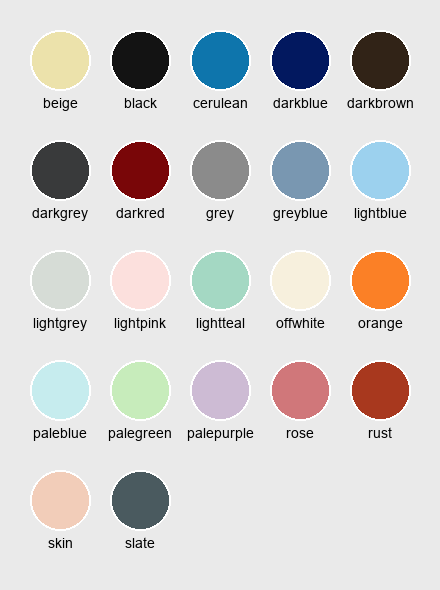 beige black cerulean darkblue darkbrown
darkgrey darkred grey greyblue lightblue
lightgrey lightpink lightteal offwhite orange
paleblue palegreen palepurple rose rust
skin slate